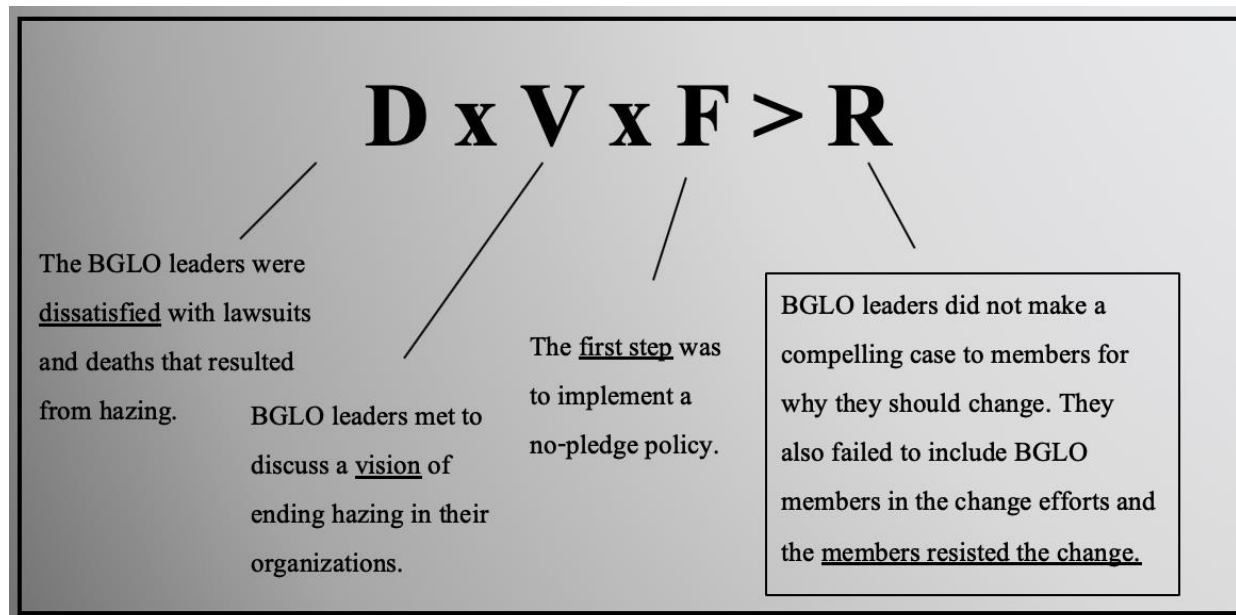 D x V x F > R
The BGLO leaders were
dissatisfied with lawsuits
and deaths that resulted
from hazing.
BGLO leaders met to
discuss a vision of
ending hazing in their
organizations.
The first step was
to implement a
no-pledge policy.
BGLO leaders did not make a
compelling case to members for
why they should change. They
also failed to include BGLO
members in the change efforts and
the members resisted the change.